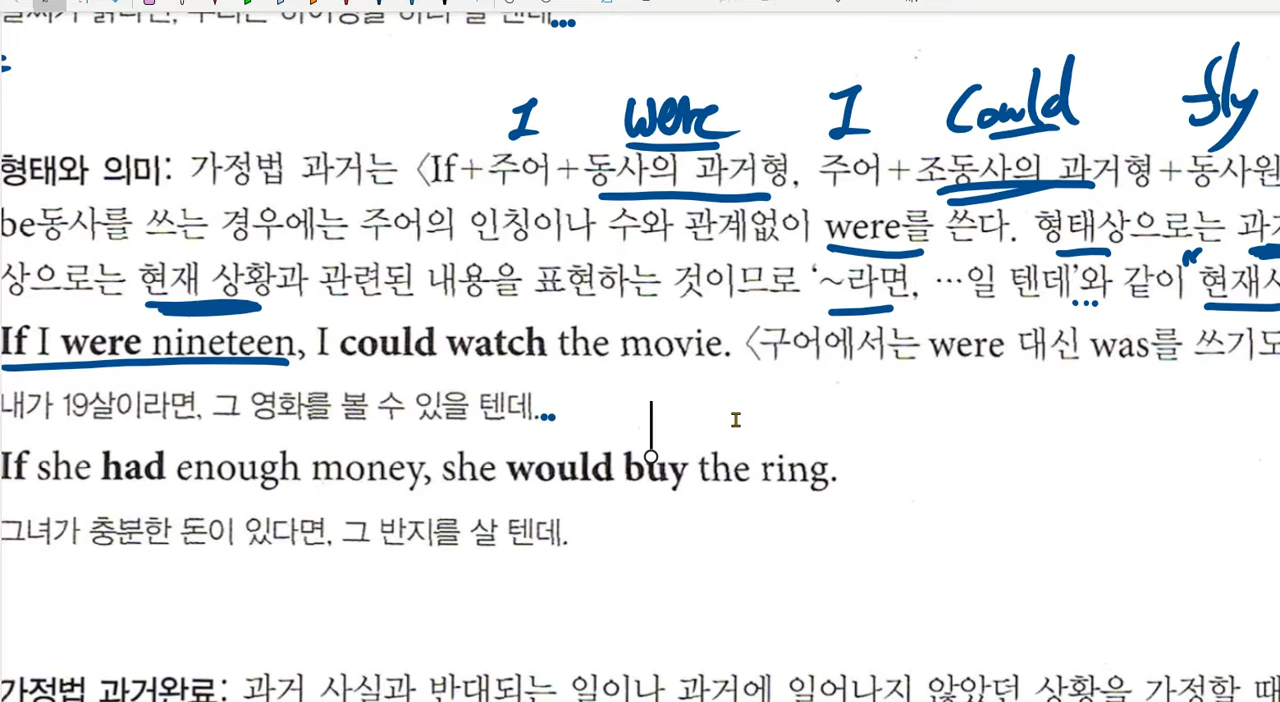 I were I could fly
형태와 의미: 가정법 과거는 〈If+주어+동사의 과거형, 주어+조동사의 과거형+동사원
be동사를 쓰는 경우에는 주어의 인칭이나 수와 관계없이 were를 쓴다. 형태상으로는 과거
상으로는 현재 상황과 관련된 내용을 표현하는 것이므로 ‘~라면, …일 텐데’와 같이 현재시
If I were nineteen, I could watch the movie. 〈구어에서는 were 대신 was를 쓰기도
내가 19살이라면, 그 영화를 볼 수 있을 텐데.
If she had enough money, she would buy the ring.
그녀가 충분한 돈이 있다면, 그 반지를 살 텐데.
가정법 과거완료: 과거 사실과 반대되는 일이나 과거에 일어나지 않았던 상황을 가정할 때